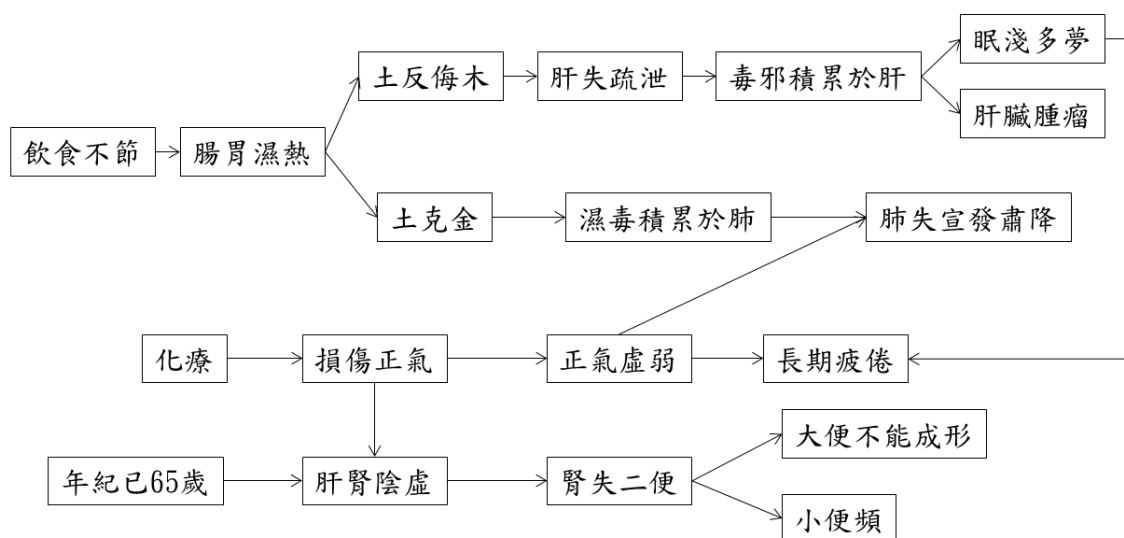 眠淺多夢
土反侮木
肝失疏泄
毒邪積累於肝
肝臟腫瘤
飲食不節
腸胃濕熱
土克金
濕毒積累於肺
肺失宣發肅降
化療
損傷正氣
正氣虛弱
長期疲倦
大便不能成形
年紀已65歲
肝腎陰虛
腎失二便
小便頻